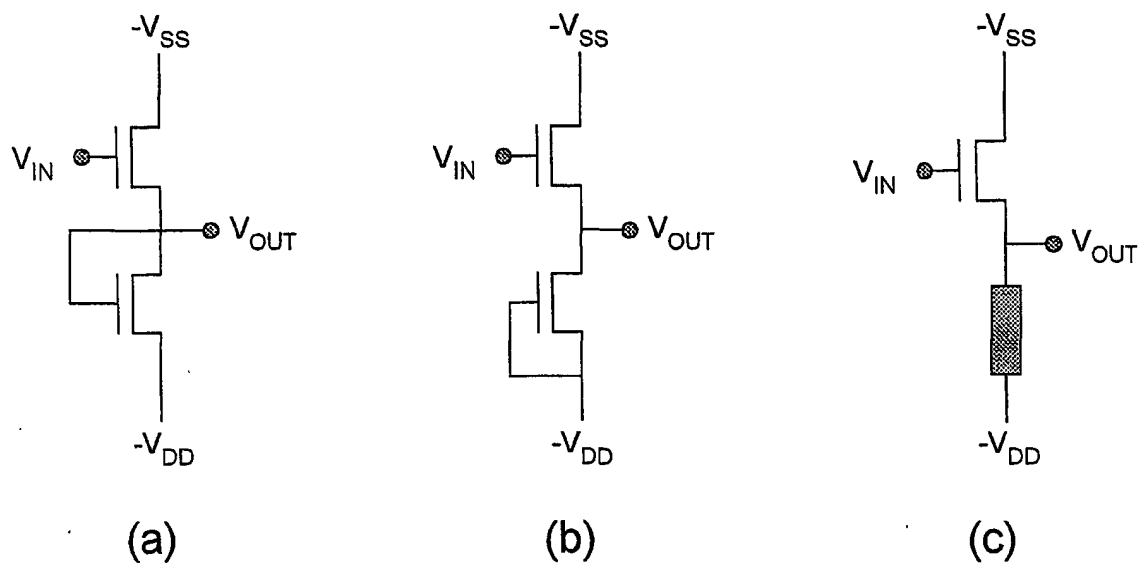 -V_SS -V_SS -V_SS
V_IN V_IN V_IN
V_OUT V_OUT V_OUT
-V_DD -V_DD -V_DD
(a) (b) (c)